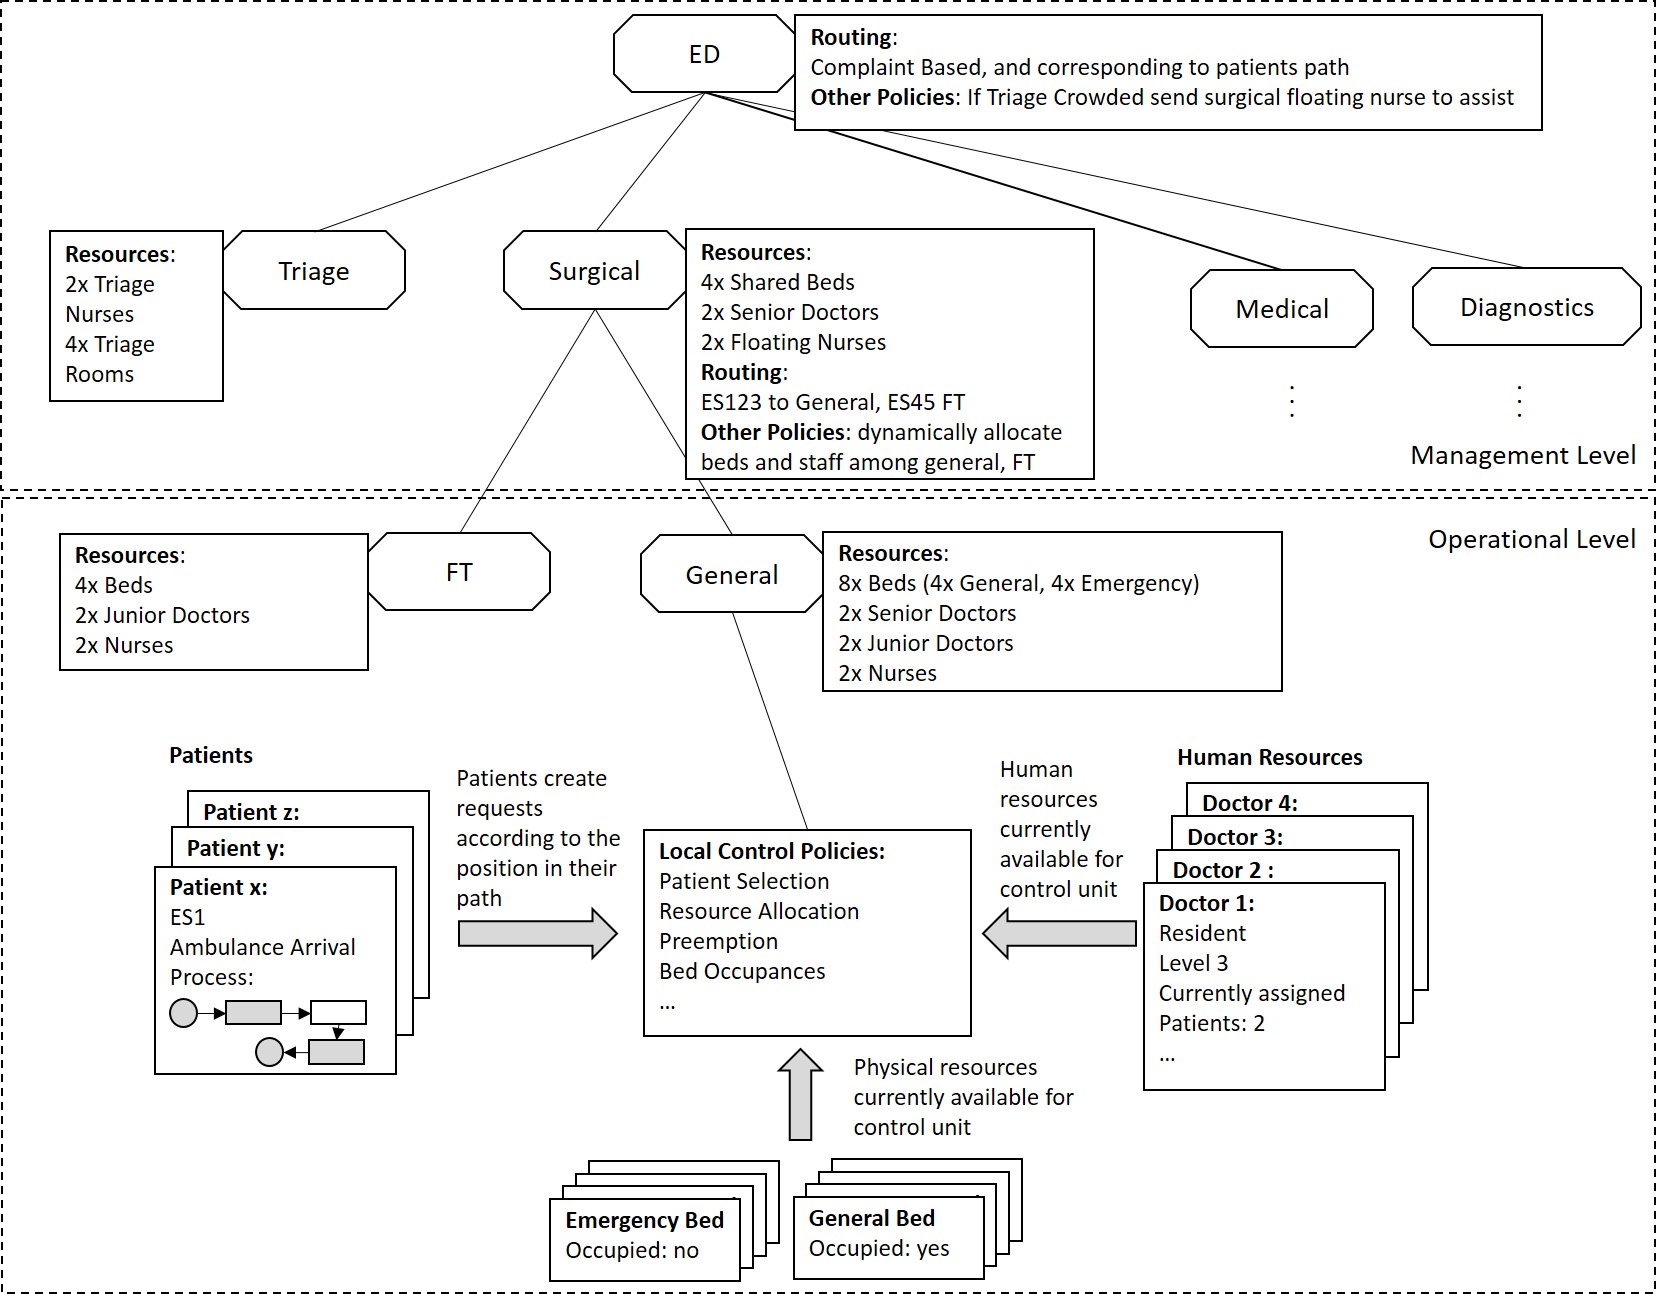 ED
Routing:
Complaint Based, and corresponding to patients path
Other Policies: If Triage Crowded send surgical floating nurse to assist
Resources:
2x Triage
Nurses
4x Triage
Rooms
Triage
Surgical
Resources:
4x Shared Beds
2x Senior Doctors
2x Floating Nurses
Routing:
ES123 to General, ES45 FT
Other Policies: dynamically allocate
beds and staff among general, FT
Medical
Diagnostics
⋮
⋮
Management Level
Operational Level
Resources:
4x Beds
2x Junior Doctors
2x Nurses
FT
General
Resources:
8x Beds (4x General, 4x Emergency)
2x Senior Doctors
2x Junior Doctors
2x Nurses
Patients
Patient z:
Patient y:
Patient x:
ES1
Ambulance Arrival
Process:
Patients create
requests
according to the
position in their
path
Local Control Policies:
Patient Selection
Resource Allocation
Preemption
Bed Occupances
...
Human
resources
currently
available for
control unit
Human Resources
Doctor 4:
Doctor 3:
Doctor 2 :
Doctor 1:
Resident
Level 3
Currently assigned
Patients: 2
...
Physical resources
currently available for
control unit
Emergency Bed
Occupied: no
General Bed
Occupied: yes